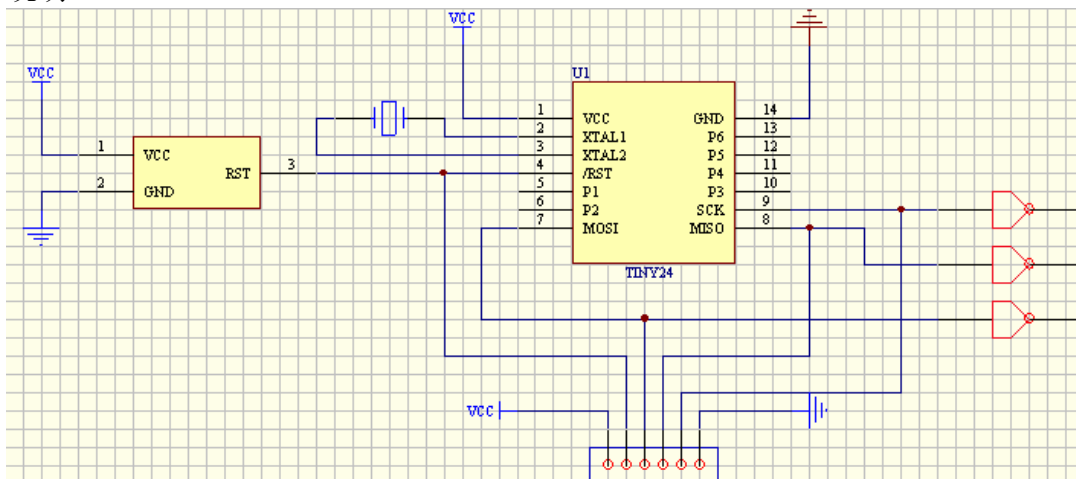 VCC
VCC
U1
1 VCC GND 14
2 XTAL1 P6 13
3 XTAL2 P5 12
4 /RST P4 11
5 P1 P3 10
6 P2 SCK 9
7 MOSI MISO 8
TINY24
1 VCC
RST 3
2 GND
VCC